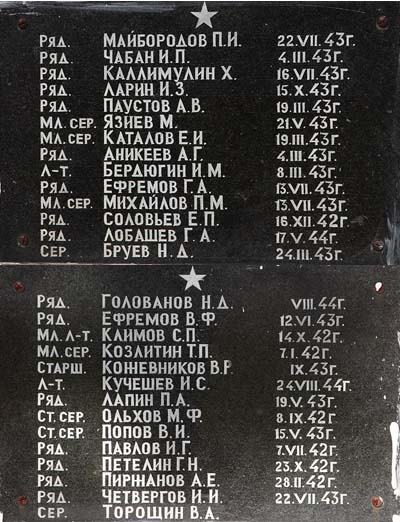 Ряд. Майбородов П.И. 22.VII.43г.
Ряд. Чабан И.П. 4.III.43г.
Ряд. Каллимулин Х. 16.VII.43г.
Ряд. Ларин И.З. 15.X.43г.
Ряд. Паустов А.В. 19.III.43г.
Мл.сер. Язиев М. 21.V.43г.
Мл.сер. Каталов Е.И. 19.III.43г.
Ряд. Аникеев А.Г. 4.III.43г.
Л-т. Бердюгин И.М. 8.III.43г.
Ряд. Ефремов Г.А. 13.VII.43г.
Мл.сер. Михайлов П.М. 13.VII.43г.
Ряд. Соловьев Е.П. 16.XII.42г.
Ряд. Лобашев Г.А. 17.V.44г.
Сер. Бруев Н.Д. 24.III.43г.
Ряд. Голованов Н.Д. VIII.44г.
Ряд. Ефремов В.Ф. 12.VI.43г.
Мл.л-т. Климов С.П. 14.X.42г.
Мл.сер. Козлитин Т.П. 7.I.42г.
Старш. Коневников В.Р. IX.43г.
Л-т. Кучешев И.С. 24.VIII.44г.
Ряд. Лапин П.А. 19.V.43г.
Ст.сер. Ольхов М.Ф. 8.IX.42г.
Ст.сер. Попов В.И. 15.V.43г.
Ряд. Павлов И.Г. 7.VII.42г.
Ряд. Петелин Г.Н. 23.X.42г.
Ряд. Пирманов А.Е. 28.II.42г.
Ряд. Четвергов И.И. 22.VII.43г.
Сер. Торощин В.А.